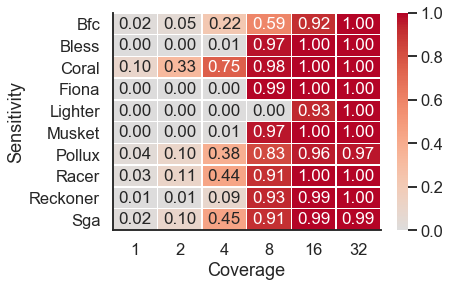 Sensitivity
Bfc 0.02 0.05 0.22 0.59 0.92 1.00
Bless 0.00 0.00 0.01 0.97 1.00 1.00
Coral 0.10 0.33 0.75 0.98 1.00 1.00
Fiona 0.00 0.00 0.00 0.99 1.00 1.00
Lighter 0.00 0.00 0.00 0.00 0.93 1.00
Musket 0.00 0.00 0.01 0.97 1.00 1.00
Pollux 0.04 0.10 0.38 0.83 0.96 0.97
Racer 0.03 0.11 0.44 0.91 1.00 1.00
Reckoner 0.01 0.01 0.09 0.93 0.99 1.00
Sga 0.02 0.10 0.45 0.91 0.99 0.99
1 2 4 8 16 32
Coverage
1.0
0.8
0.6
0.4
0.2
0.0